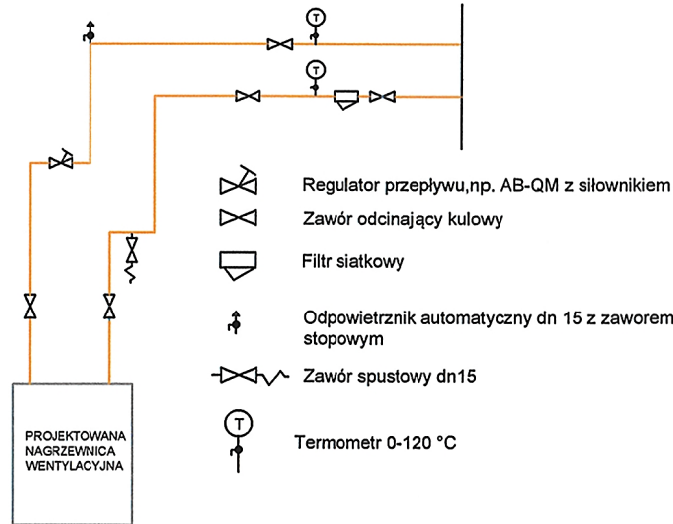 T
T
Regulator przepływu,np. AB-QM z siłownikiem
Zawór odcinający kulowy
Filtr siatkowy
Odpowietrznik automatyczny dn 15 z zaworem
stopowym
Zawór spustowy dn15
T
Termometr 0-120 °C
PROJEKTOWANA
NAGRZEWNICA
WENTYLACYJNA